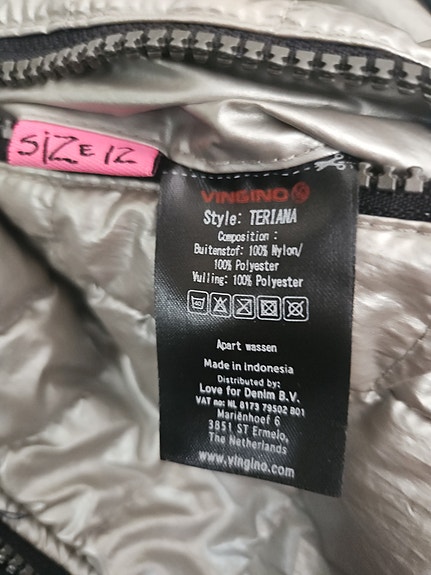 SIZE 12
VINGINO
Style: TERIANA
Composition :
Buitenstof: 100% Nylon/
100% Polyester
Vulling: 100% Polyester
40
Apart wassen
Made in Indonesia
Distributed by:
Love for Denim B.V.
VAT no: NL 8173 79502 B01
Mariënhoef 6
3851 ST Ermelo,
The Netherlands
www.vingino.com